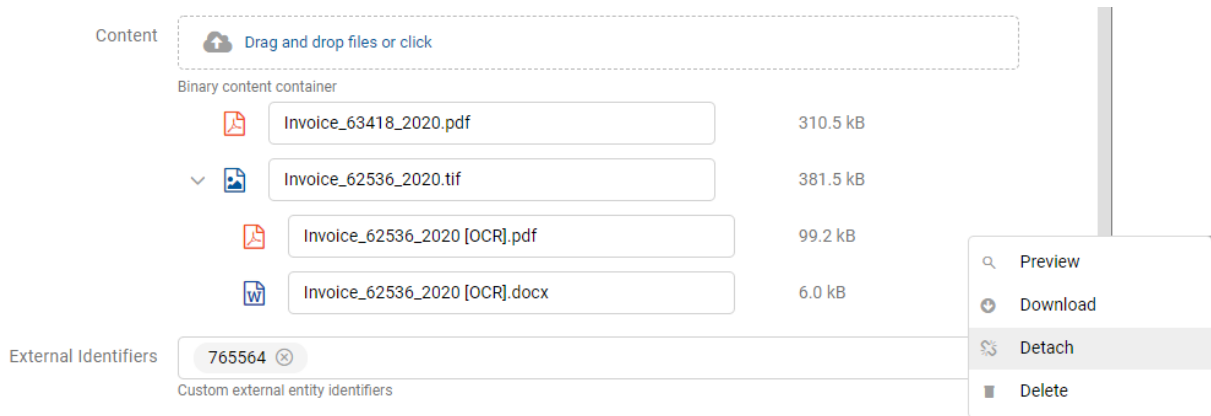 Content
Drag and drop files or click
Binary content container
Invoice_63418_2020.pdf 310.5 kB
Invoice_62536_2020.tif 381.5 kB
Invoice_62536_2020 [OCR].pdf 99.2 kB
W Invoice_62536_2020 [OCR].docx 6.0 kB
External Identifiers
765564
Custom external entity identifiers
Preview
Download
Detach
Delete